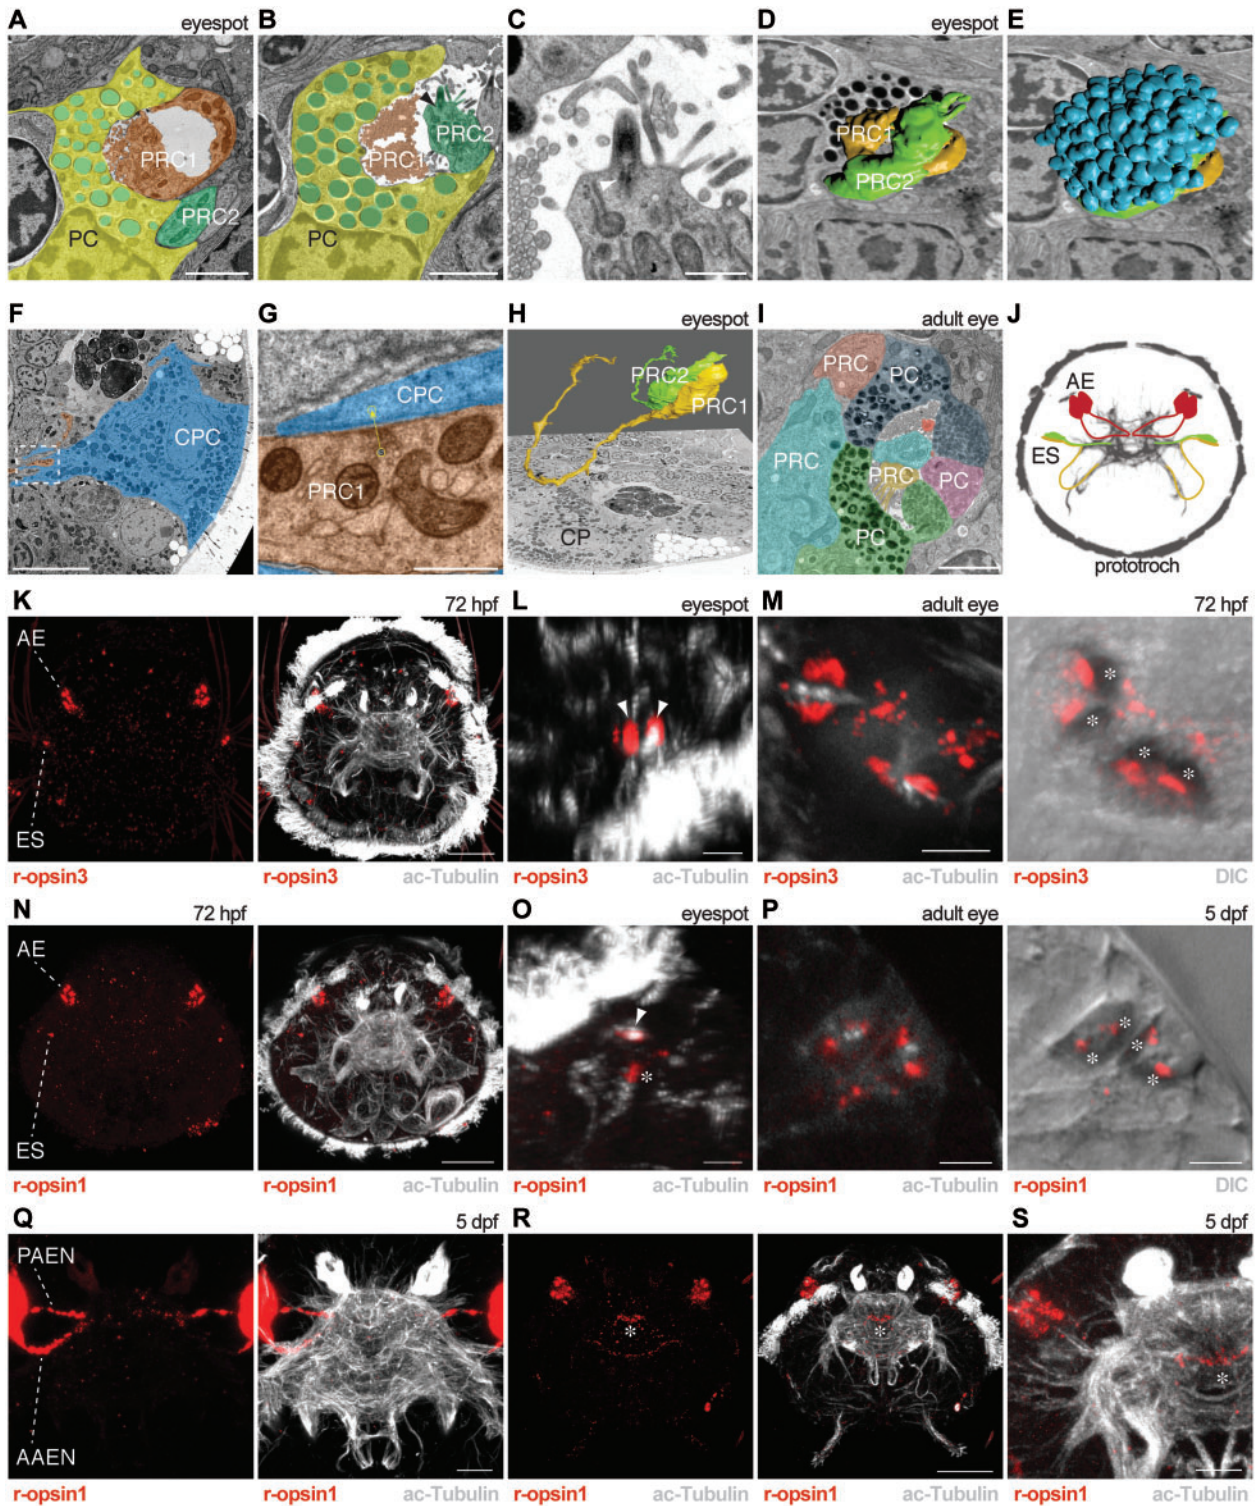 A eyespot B C D eyespot E
PRC1
PRC2
PC
PRC2
PRC1
PC
PRC1
PRC2
F G H eyespot I adult eye J
CPC
CPC
PRC1
PRC2
PRC1
CP
PRC
PC
PRC
PRC
PC
PC
AE
ES
prototroch
K 72 hpf L eyespot M adult eye 72 hpf
AE
ES
*
*
*
*
r-opsin3 r-opsin3 ac-Tubulin r-opsin3 ac-Tubulin r-opsin3 ac-Tubulin r-opsin3 DIC
N 72 hpf O eyespot P adult eye 5 dpf
AE
ES
*
*
*
*
*
r-opsin1 r-opsin1 ac-Tubulin r-opsin1 ac-Tubulin r-opsin1 ac-Tubulin r-opsin1 DIC
Q 5 dpf R S 5 dpf
PAEN
AAEN
*
*
*
r-opsin1 r-opsin1 ac-Tubulin r-opsin1 r-opsin1 ac-Tubulin r-opsin1 ac-Tubulin